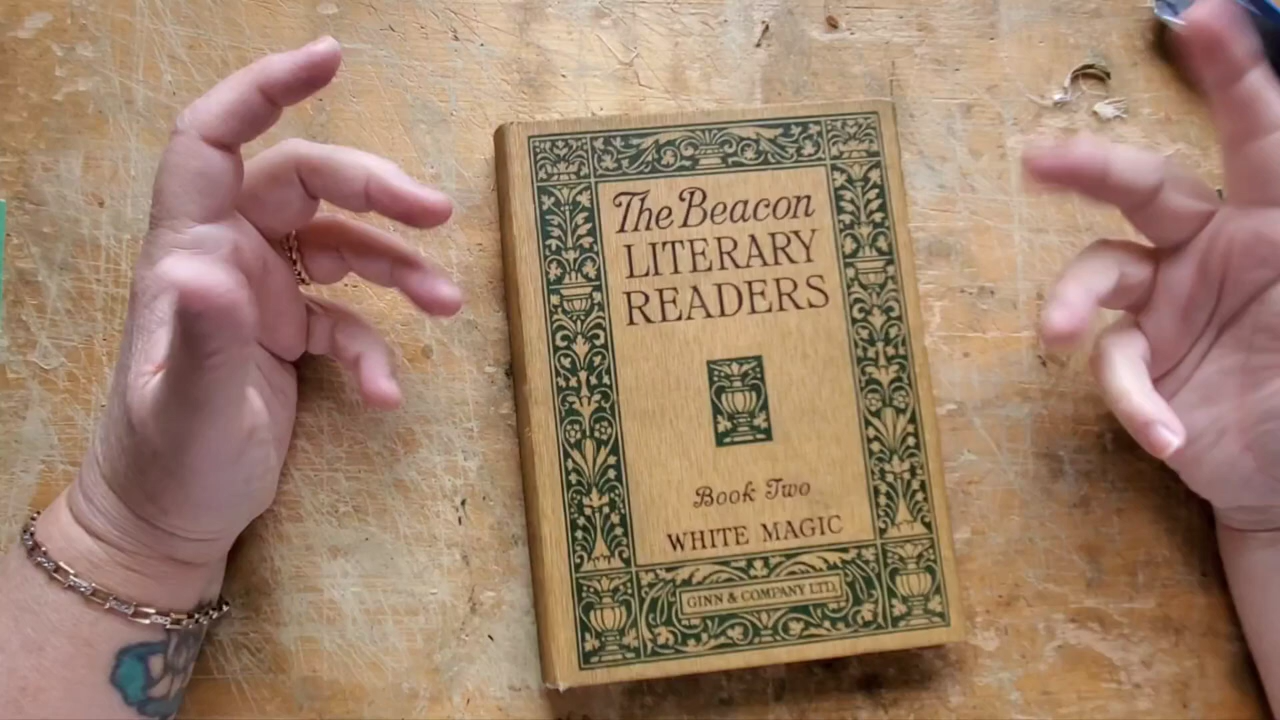 The Beacon
LITERARY
READERS
Book Two
WHITE MAGIC
GINN & COMPANY LTD.